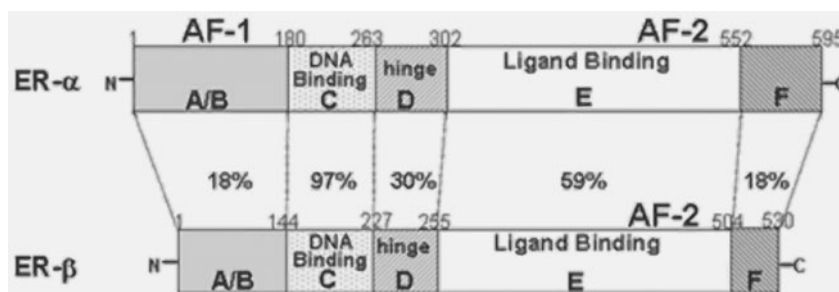 AF-1 AF-2
1 180 263 302 552 595
ER-α N DNA Binding hinge Ligand Binding C
A/B C D E F
18% 97% 30% 59% 18%
AF-2
1 144 227 255 504 530
ER-β N DNA Binding hinge Ligand Binding C
A/B C D E F